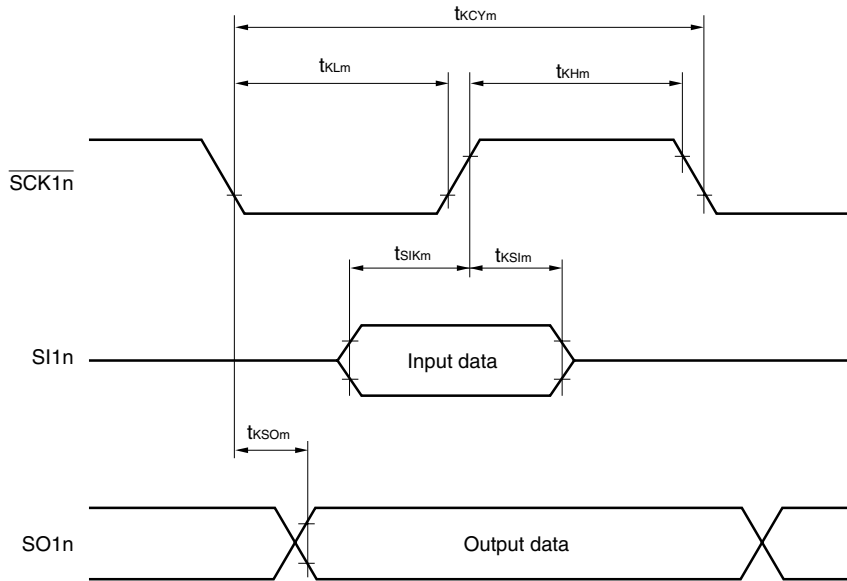 tKCYm
tKLm
tKHm
SCK1n
tSIKm
tKSIm
SI1n
Input data
tKSOm
SO1n
Output data